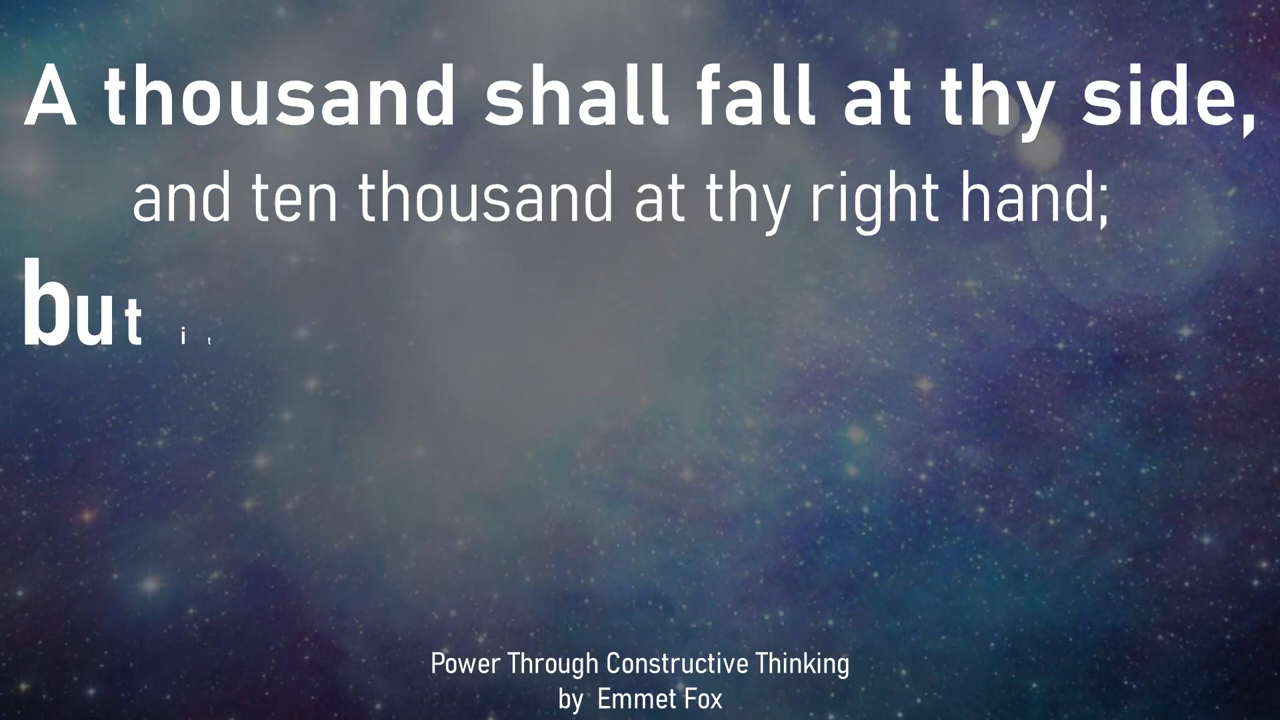 A thousand shall fall at thy side,
and ten thousand at thy right hand;
but it
Power Through Constructive Thinking
by Emmet Fox